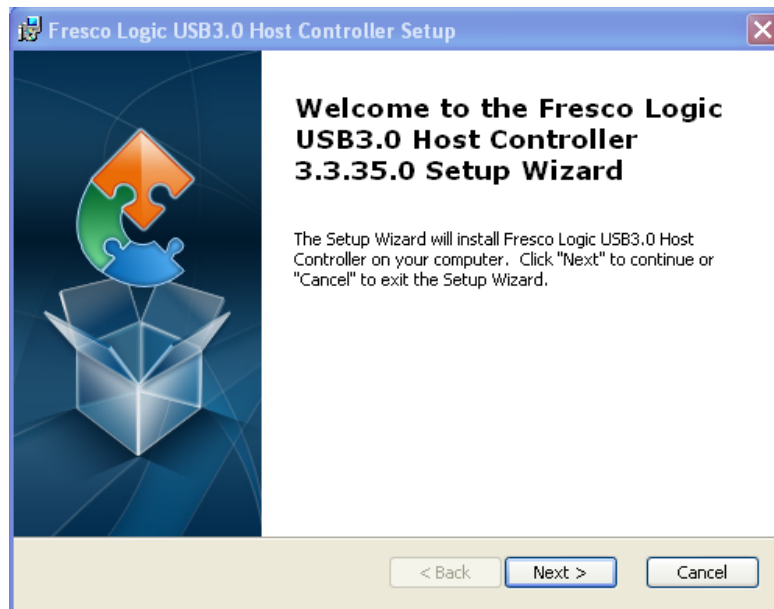 Fresco Logic USB3.0 Host Controller Setup
Welcome to the Fresco Logic
USB3.0 Host Controller
3.3.35.0 Setup Wizard
The Setup Wizard will install Fresco Logic USB3.0 Host
Controller on your computer.  Click "Next" to continue or
"Cancel" to exit the Setup Wizard.
< Back
Next >
Cancel